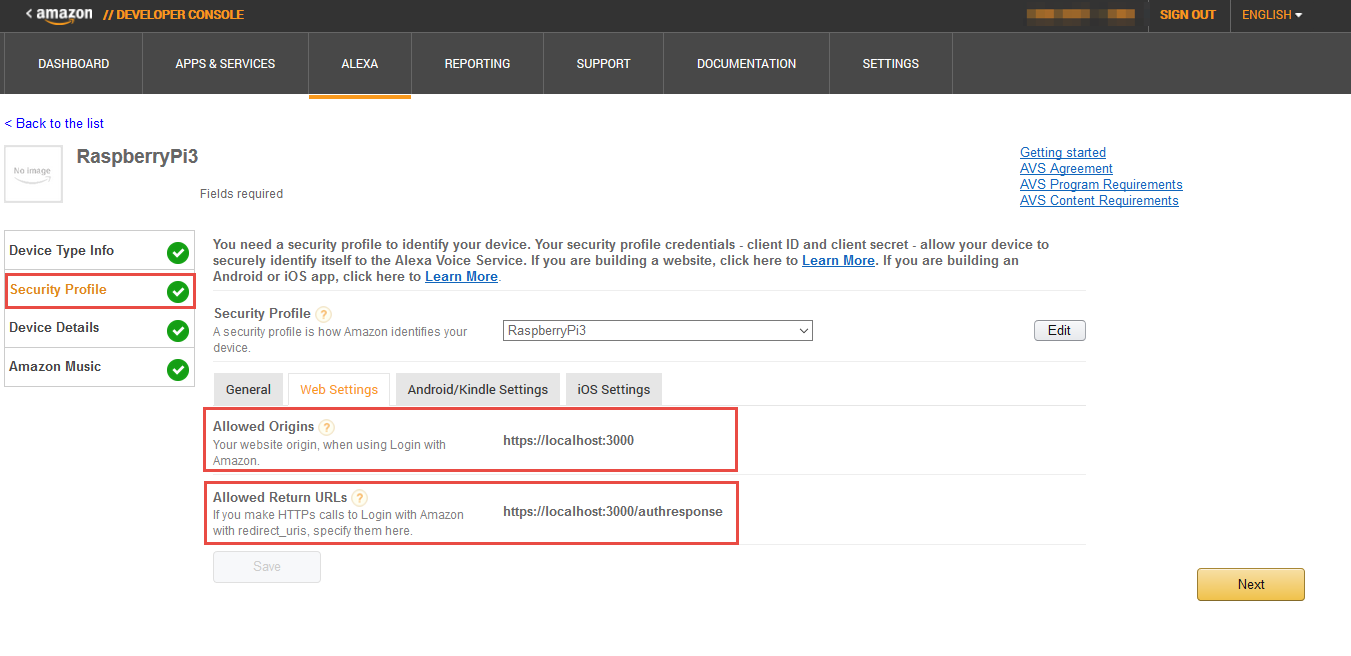 < amazon // DEVELOPER CONSOLE
SIGN OUT
ENGLISH
DASHBOARD
APPS & SERVICES
ALEXA
REPORTING
SUPPORT
DOCUMENTATION
SETTINGS
< Back to the list
No image
RaspberryPi3
Fields required
Getting started
AVS Agreement
AVS Program Requirements
AVS Content Requirements
Device Type Info
Security Profile
Device Details
Amazon Music
You need a security profile to identify your device. Your security profile credentials - client ID and client secret - allow your device to
securely identify itself to the Alexa Voice Service. If you are building a website, click here to Learn More. If you are building an
Android or iOS app, click here to Learn More.
Security Profile ?
A security profile is how Amazon identifies your
device.
RaspberryPi3
Edit
General
Web Settings
Android/Kindle Settings
iOS Settings
Allowed Origins ?
Your website origin, when using Login with
Amazon.
https://localhost:3000
Allowed Return URLs ?
If you make HTTPs calls to Login with Amazon
with redirect_uris, specify them here.
https://localhost:3000/authresponse
Save
Next